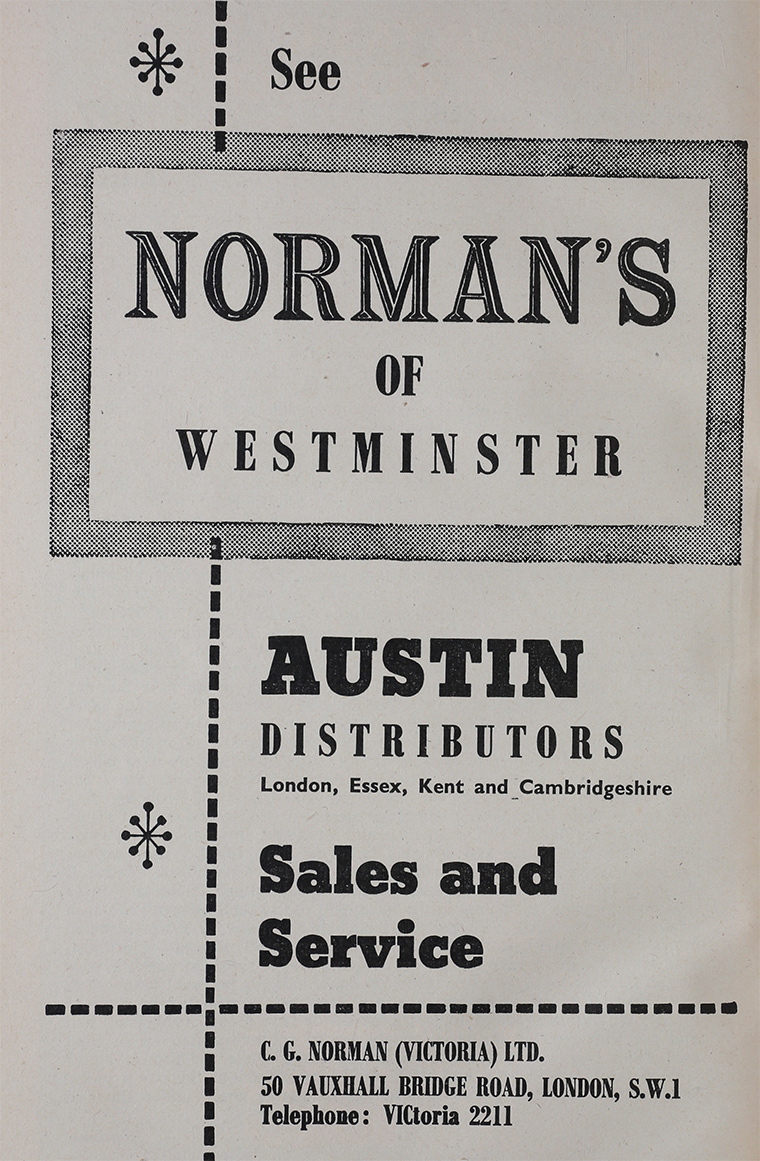 See
NORMAN'S
OF
WESTMINSTER
AUSTIN
DISTRIBUTORS
London, Essex, Kent and Cambridgeshire
Sales and
Service
C. G. NORMAN (VICTORIA) LTD.
50 VAUXHALL BRIDGE ROAD, LONDON, S.W.1
Telephone: VICtoria 2211